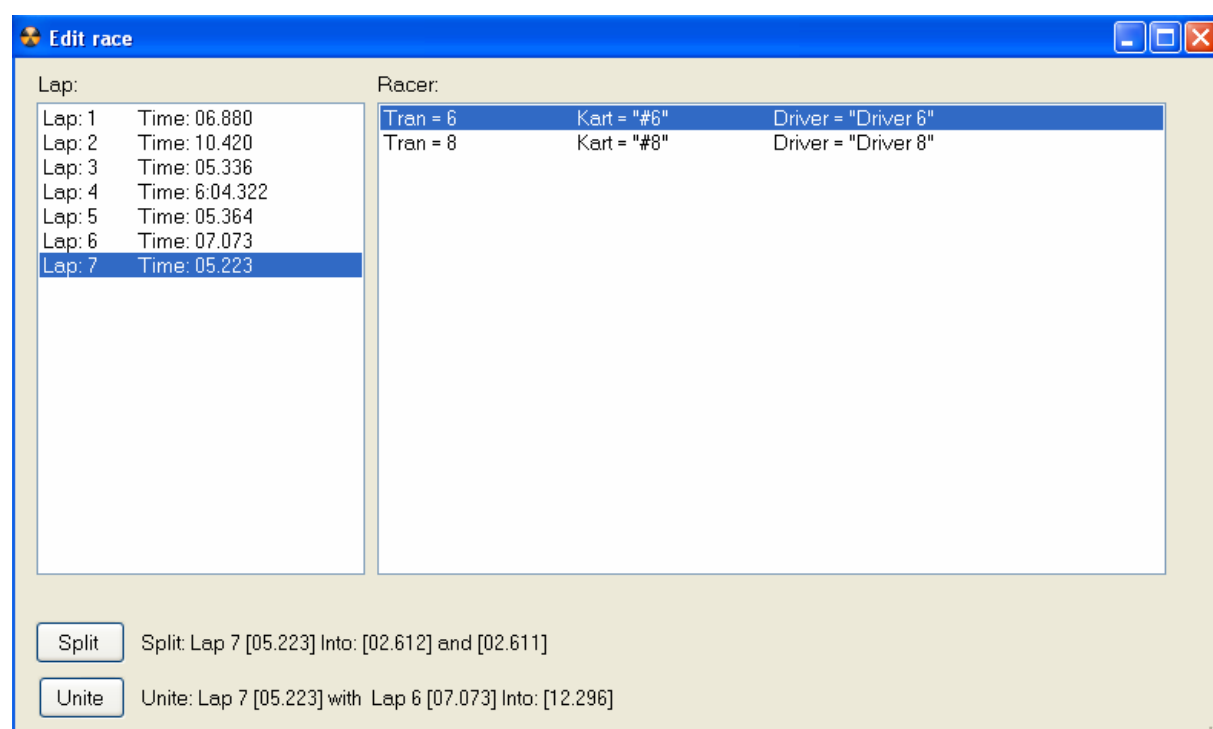 Edit race
Lap:
Racer:
Lap: 1 Time: 06.880
Lap: 2 Time: 10.420
Lap: 3 Time: 05.336
Lap: 4 Time: 6:04.322
Lap: 5 Time: 05.364
Lap: 6 Time: 07.073
Lap: 7 Time: 05.223
Tran = 6 Kart = "#6" Driver = "Driver 6"
Tran = 8 Kart = "#8" Driver = "Driver 8"
Split Split: Lap 7 [05.223] Into: [02.612] and [02.611]
Unite Unite: Lap 7 [05.223] with Lap 6 [07.073] Into: [12.296]